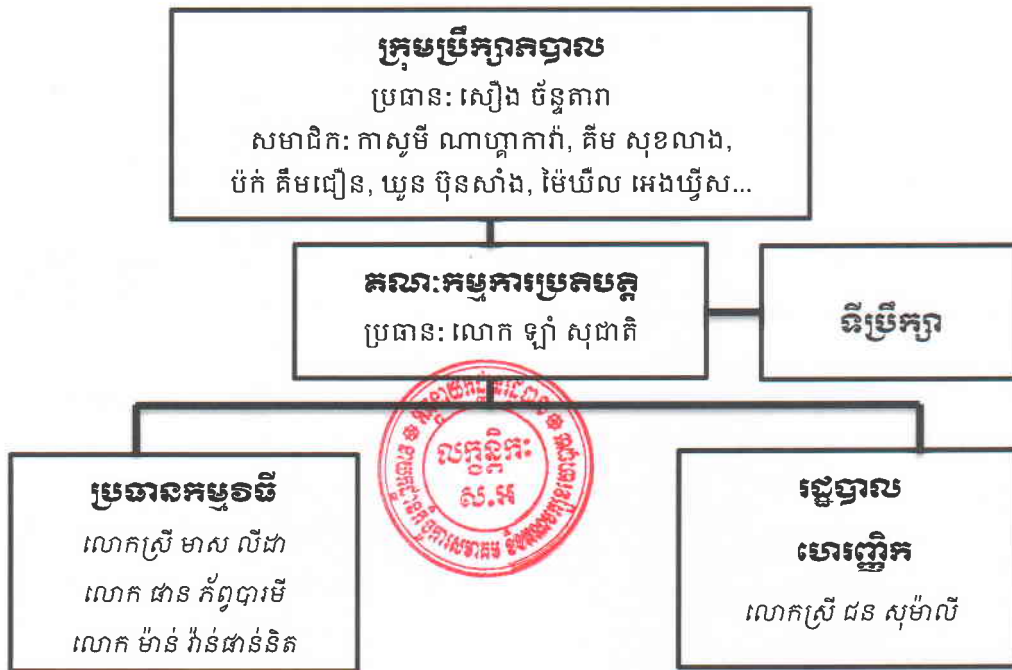 ក្រុមប្រឹក្សាភិបាល
ប្រធាន: សឿង ច័ន្ទតារា
សមាជិក: កាសូមី ណាហ្គាកាវ៉ា, គីម សុខលាង,
ប៉ក់ គឹមជឿន, ឃួន ប៊ុនសាំង, ម៉ៃឃឺល អេងឃ្វីស...
គណៈកម្មការប្រតិបត្តិ
ប្រធាន: លោក ឡាំ សុជាតិ
ទីប្រឹក្សា
លក្ខន្តិកៈ
ស.អ
ប្រធានកម្មវិធី
លោកស្រី មាស លីដា
លោក ផាន ភ័ព្វបារមី
លោក ម៉ាន់ វ៉ាន់ផាន់និត
រដ្ឋបាល
ហេរញ្ញិក
លោកស្រី ជន សុម៉ាលី